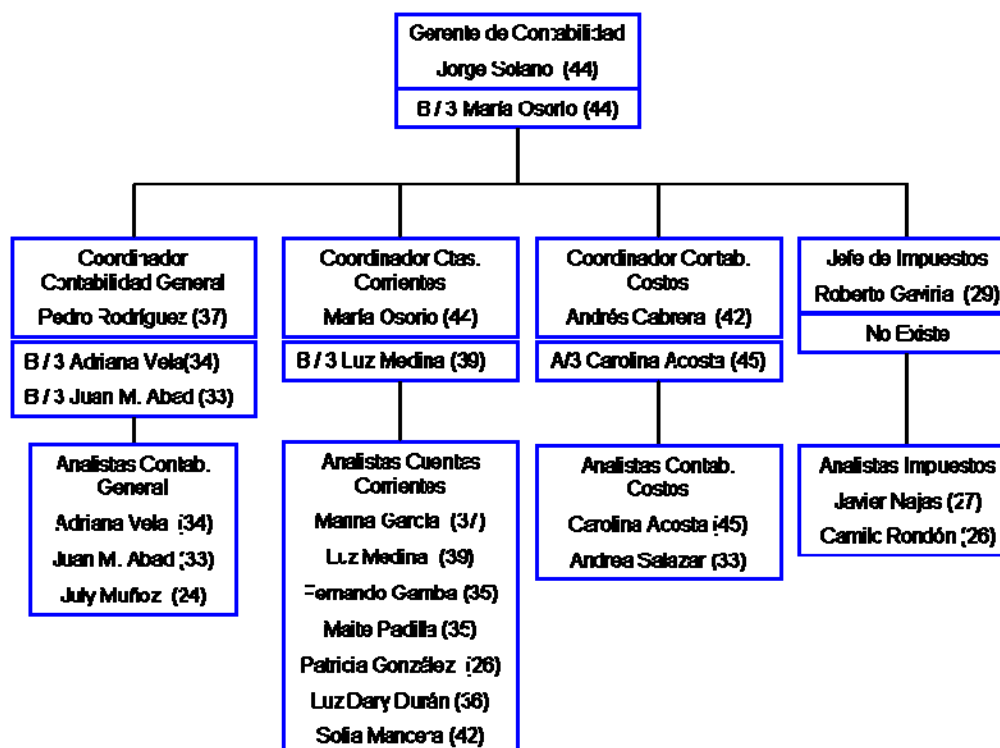 Gerente de Contabilidad
Jorge Solano (44)
B / 3 María Osorio (44)
Coordinador
Contabilidad General
Pedro Rodríguez (37)
B / 3 Adriana Vela(34)
B / 3 Juan M. Abad (33)
Analistas Contab.
General
Adriana Vela (34)
Juan M. Abad (33)
July Muñoz (24)
Coordinador Ctas.
Corrientes
María Osorio (44)
B / 3 Luz Medina (39)
Analistas Cuentas
Corrientes
Marina García (37)
Luz Medina (39)
Fernando Gamba (35)
Maite Padilla (35)
Patricia González (26)
Luz Dary Durán (36)
Sofia Mancera (42)
Coordinador Contab.
Costos
Andrés Cabrera (42)
A/3 Carolina Acosta (45)
Analistas Contab.
Costos
Carolina Acosta (45)
Andrea Salazar (33)
Jefe de Impuestos
Roberto Gaviria (29)
No Existe
Analistas Impuestos
Javier Najas (27)
Camilo Rondón (26)